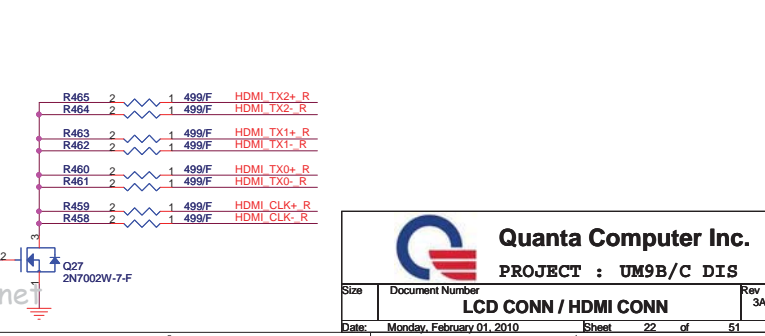 R465 2 1 499/F HDMI_TX2+_R
R464 2 1 499/F HDMI_TX2-_R
R463 2 1 499/F HDMI_TX1+_R
R462 2 1 499/F HDMI_TX1-_R
R460 2 1 499/F HDMI_TX0+_R
R461 2 1 499/F HDMI_TX0-_R
R459 2 1 499/F HDMI_CLK+_R
R458 2 1 499/F HDMI_CLK-_R
3
2
Q27
2N7002W-7-F
1
net
Quanta Computer Inc.
PROJECT : UM9B/C DIS
Size Document Number Rev
LCD CONN / HDMI CONN 3A
Date: Monday, February 01, 2010 Sheet 22 of 51